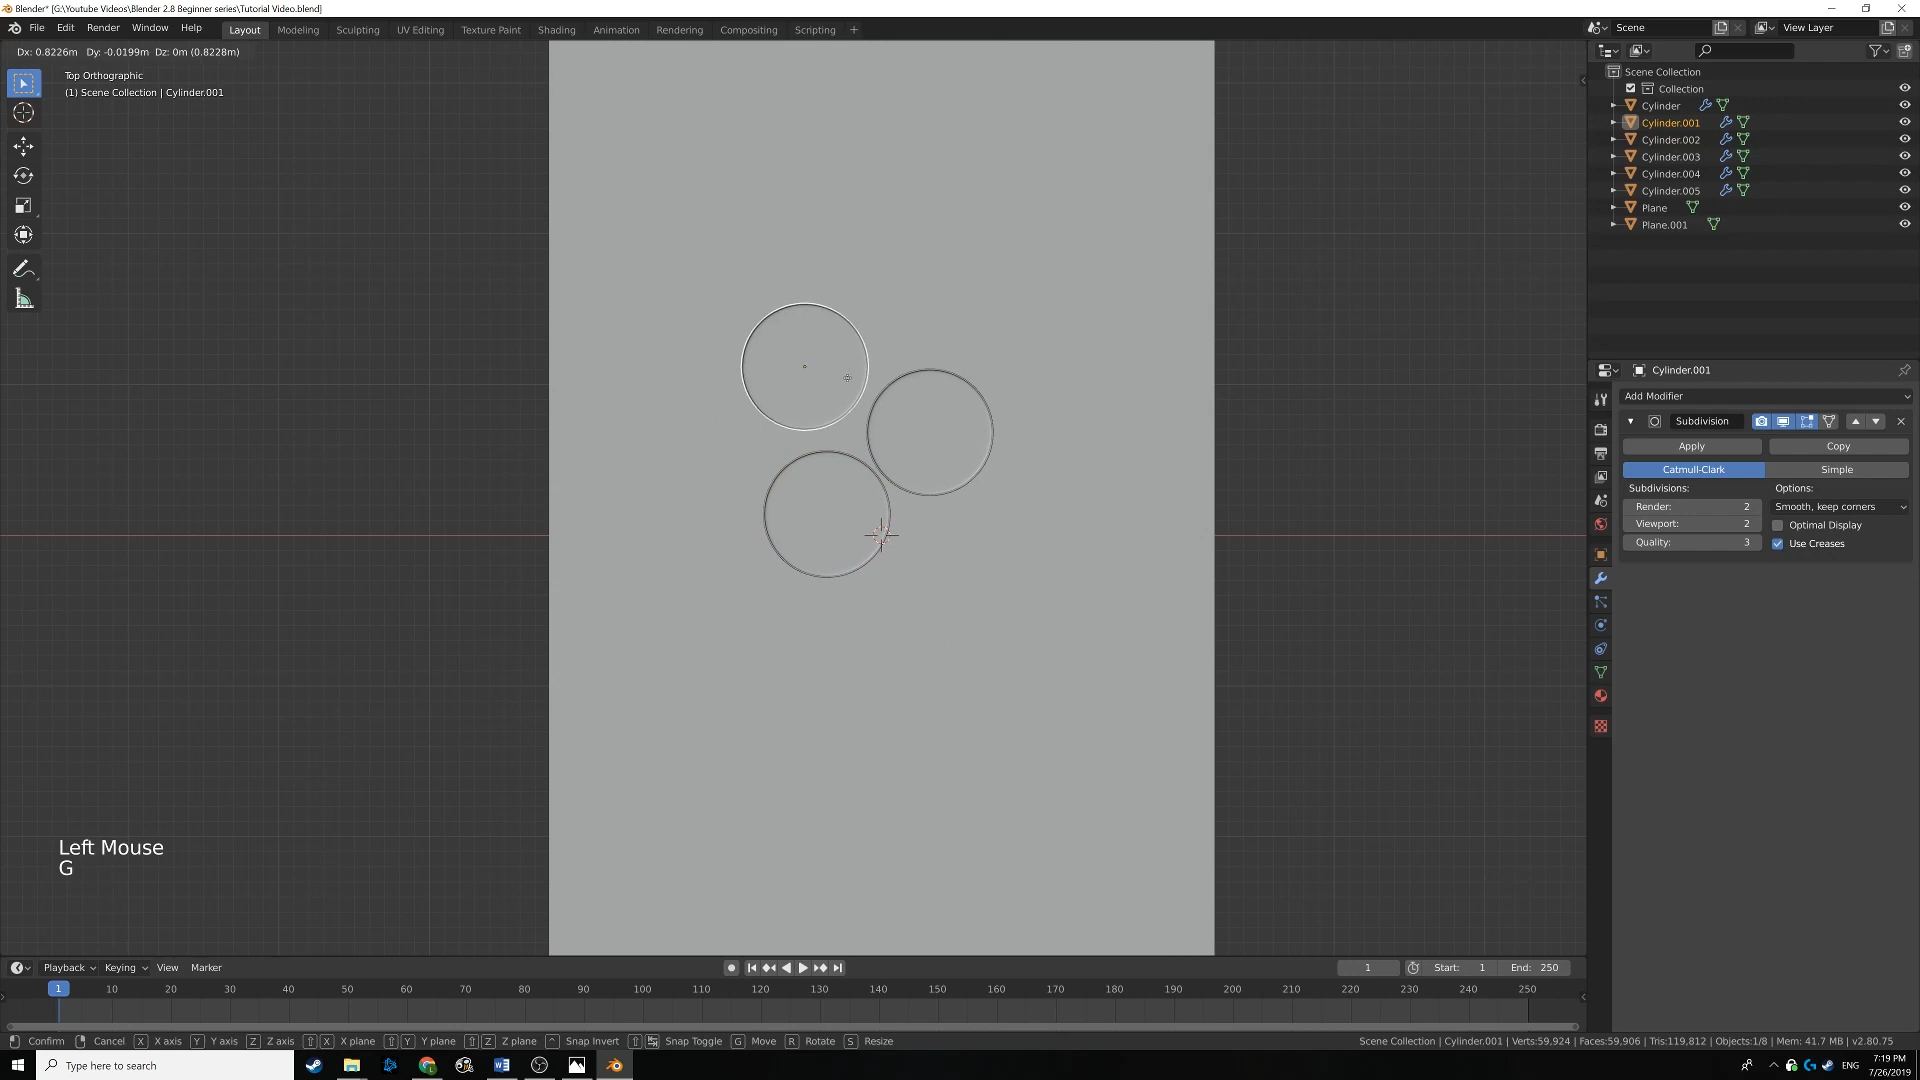 Blender* [G:\Youtube Videos\Blender 2.8 Beginner series\Tutorial Video.blend]
File Edit Render Window Help Layout Modeling Sculpting UV Editing Texture Paint Shading Animation Rendering Compositing Scripting + Scene View Layer
Dx: 0.8226m Dy: -0.0199m Dz: 0m (0.8228m)
Top Orthographic
(1) Scene Collection | Cylinder.001
Scene Collection
Collection
Cylinder
Cylinder.001
Cylinder.002
Cylinder.003
Cylinder.004
Cylinder.005
Plane
Plane.001
Cylinder.001
Add Modifier
Subdivision
Apply Copy
Catmull-Clark Simple
Subdivisions: Options:
Render: 2 Smooth, keep corners
Viewport: 2 Optimal Display
Quality: 3 Use Creases
Left Mouse
G
Playback Keying View Marker 1 Start: 1 End: 250
1 10 20 30 40 50 60 70 80 90 100 110 120 130 140 150 160 170 180 190 200 210 220 230 240 250
Confirm Cancel X X axis Y Y axis Z Z axis X X plane Y Y plane Z Z plane Snap Invert Snap Toggle G Move R Rotate S Resize Scene Collection | Cylinder.001 | Verts:59,924 | Faces:59,906 | Tris:119,812 | Objects:1/8 | Mem: 41.7 MB | v2.80.75
Type here to search ENG 7:19 PM
7/26/2019